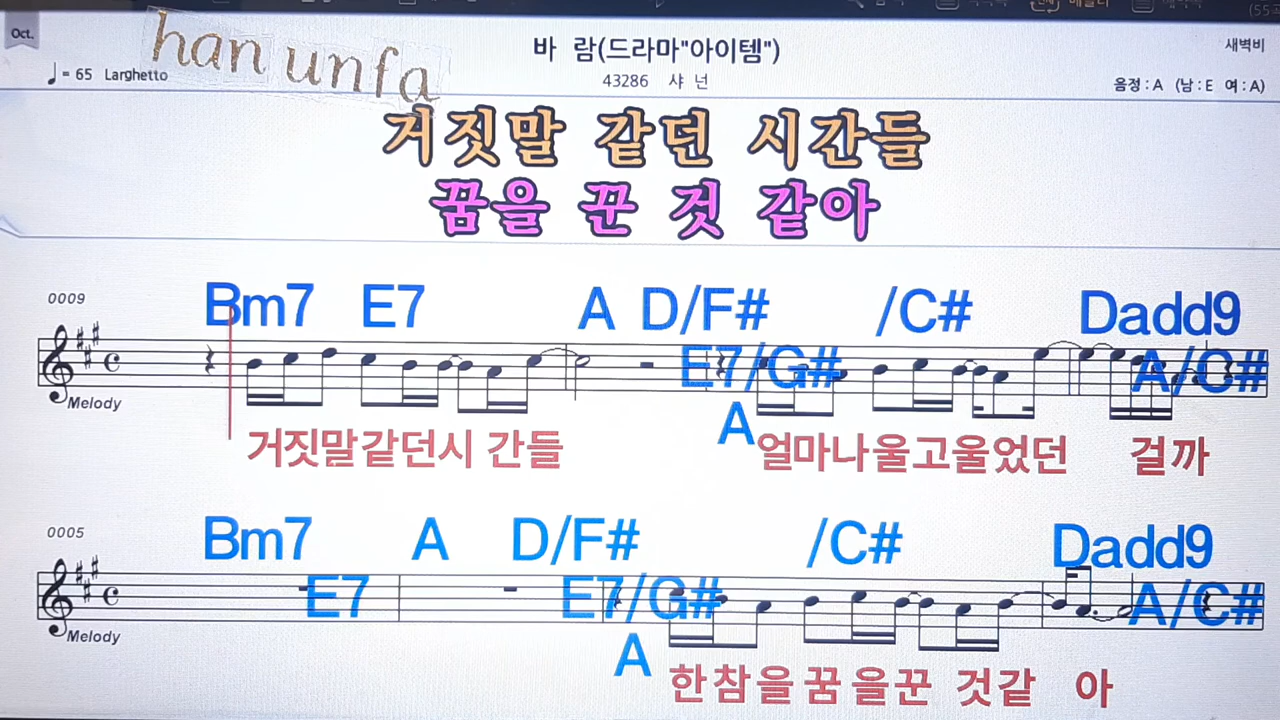 Oct.
han unfa
바 람(드라마"아이템")
새벽비
♩= 65 Larghetto
43286 샤 넌
음정 : A (남 : E 여 : A)
거짓말 같던 시간들
꿈을 꾼 것 같아
0009
Bm7 E7 A D/F# /C# Dadd9
E7/G# A/C#
Melody
A
거짓말같던시 간들 얼마나울고울었던 걸까
0005
Bm7 A D/F# /C# Dadd9
E7 E7/G# A/C#
Melody
A
한참을꿈을꾼 것같 아